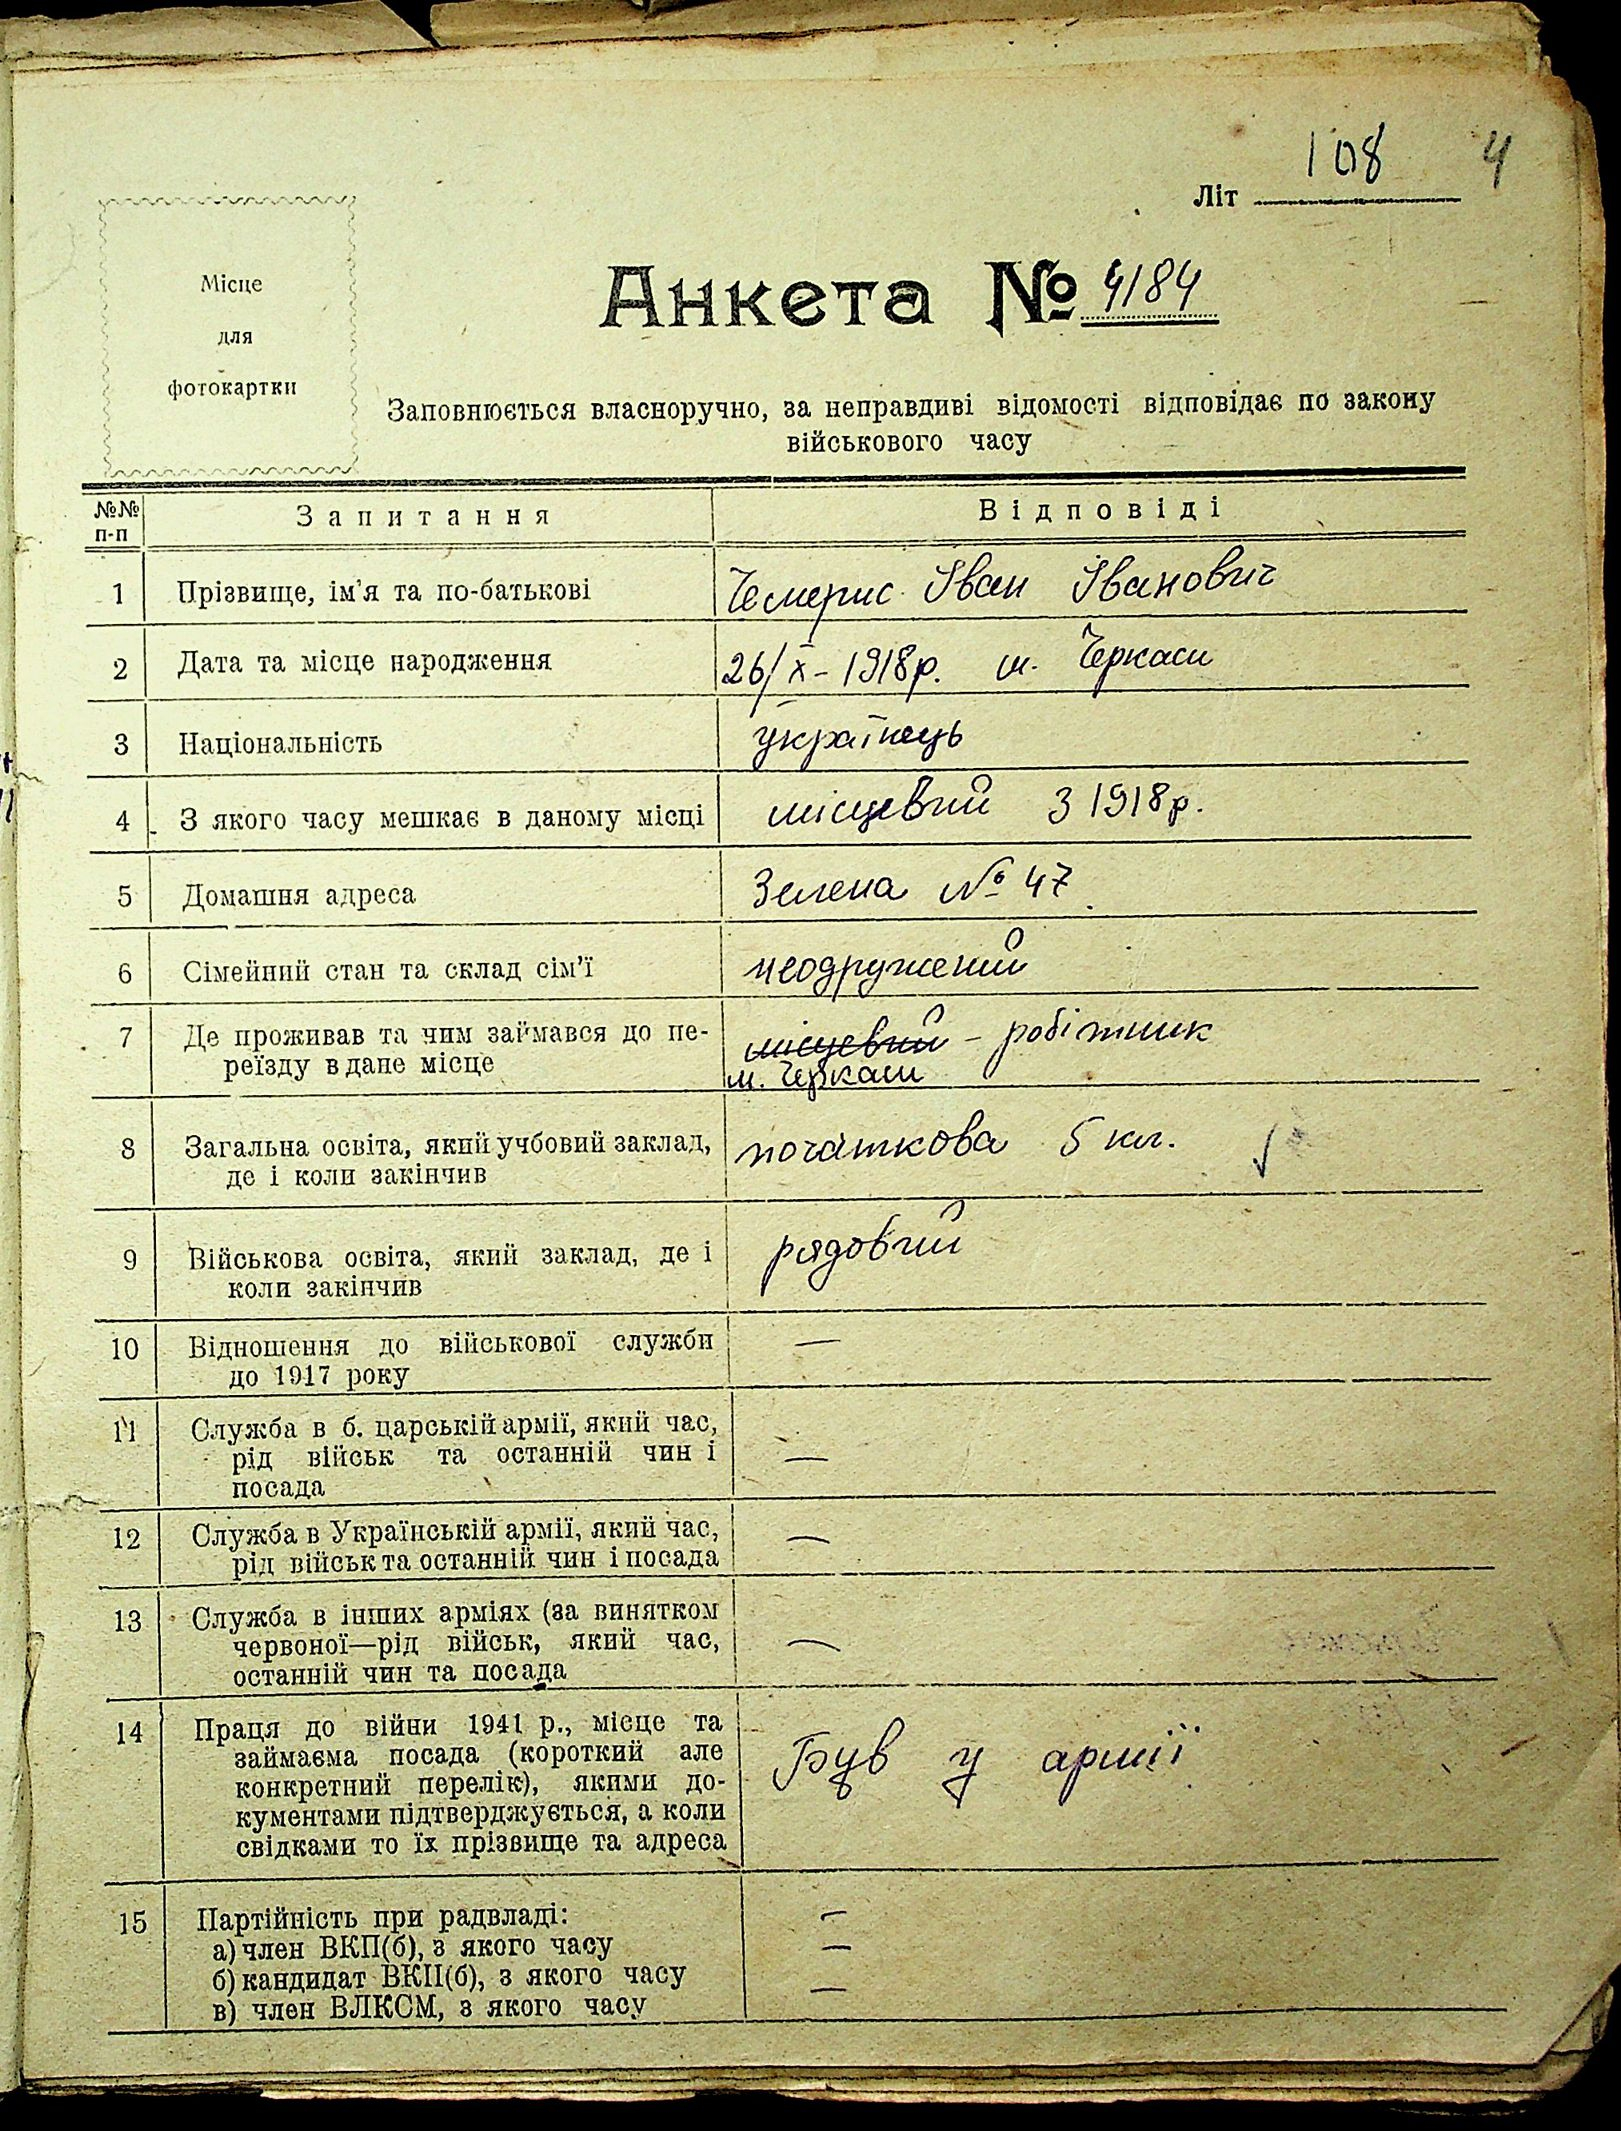 108 4
Літ
Місце
для
фотокартки
Анкета № 4184
Заповнюється власноручно, за неправдиві відомості відповідає по закону
військового часу
№№ п-п
Запитання
Відповіді
1 Прізвище, ім'я та по-батькові Чемерис Іван Іванович
2 Дата та місце народження 26/X – 1918р. м. Черкаси
3 Національність українець
4 З якого часу мешкає в даному місці місцевий з 1918р.
5 Домашня адреса Зелена № 47
6 Сімейний стан та склад сім'ї неодружений
7 Де проживав та чим займався до пе- місцевий – робітник
реїзду в дане місце м. Черкаси
8 Загальна освіта, який учбовий заклад, початкова 5 кл. √
де і коли закінчив
9 Військова освіта, який заклад, де і рядовий
коли закінчив
10 Відношення до військової служби —
до 1917 року
11 Служба в б. царській армії, який час,
рід військ та останній чин і —
посада
12 Служба в Українській армії, який час, —
рід військ та останній чин і посада
13 Служба в інших арміях (за винятком
червоної—рід військ, який час, —
останній чин та посада
14 Праця до війни 1941 р., місце та
займаєма посада (короткий але Був у армії
конкретний перелік), якими до-
кументами підтверджується, а коли
свідками то їх прізвище та адреса
15 Партійність при радвладі: —
а) член ВКП(б), з якого часу —
б) кандидат ВКП(б), з якого часу —
в) член ВЛКСМ, з якого часу